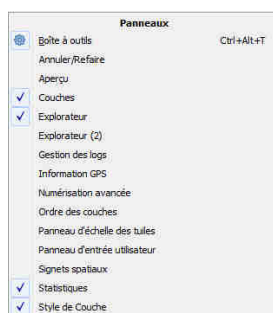 Panneaux
Boîte à outils Ctrl+Alt+T
Annuler/Refaire
Aperçu
Couches
Explorateur
Explorateur (2)
Gestion des logs
Information GPS
Numérisation avancée
Ordre des couches
Panneau d'échelle des tuiles
Panneau d'entrée utilisateur
Signets spatiaux
Statistiques
Style de Couche